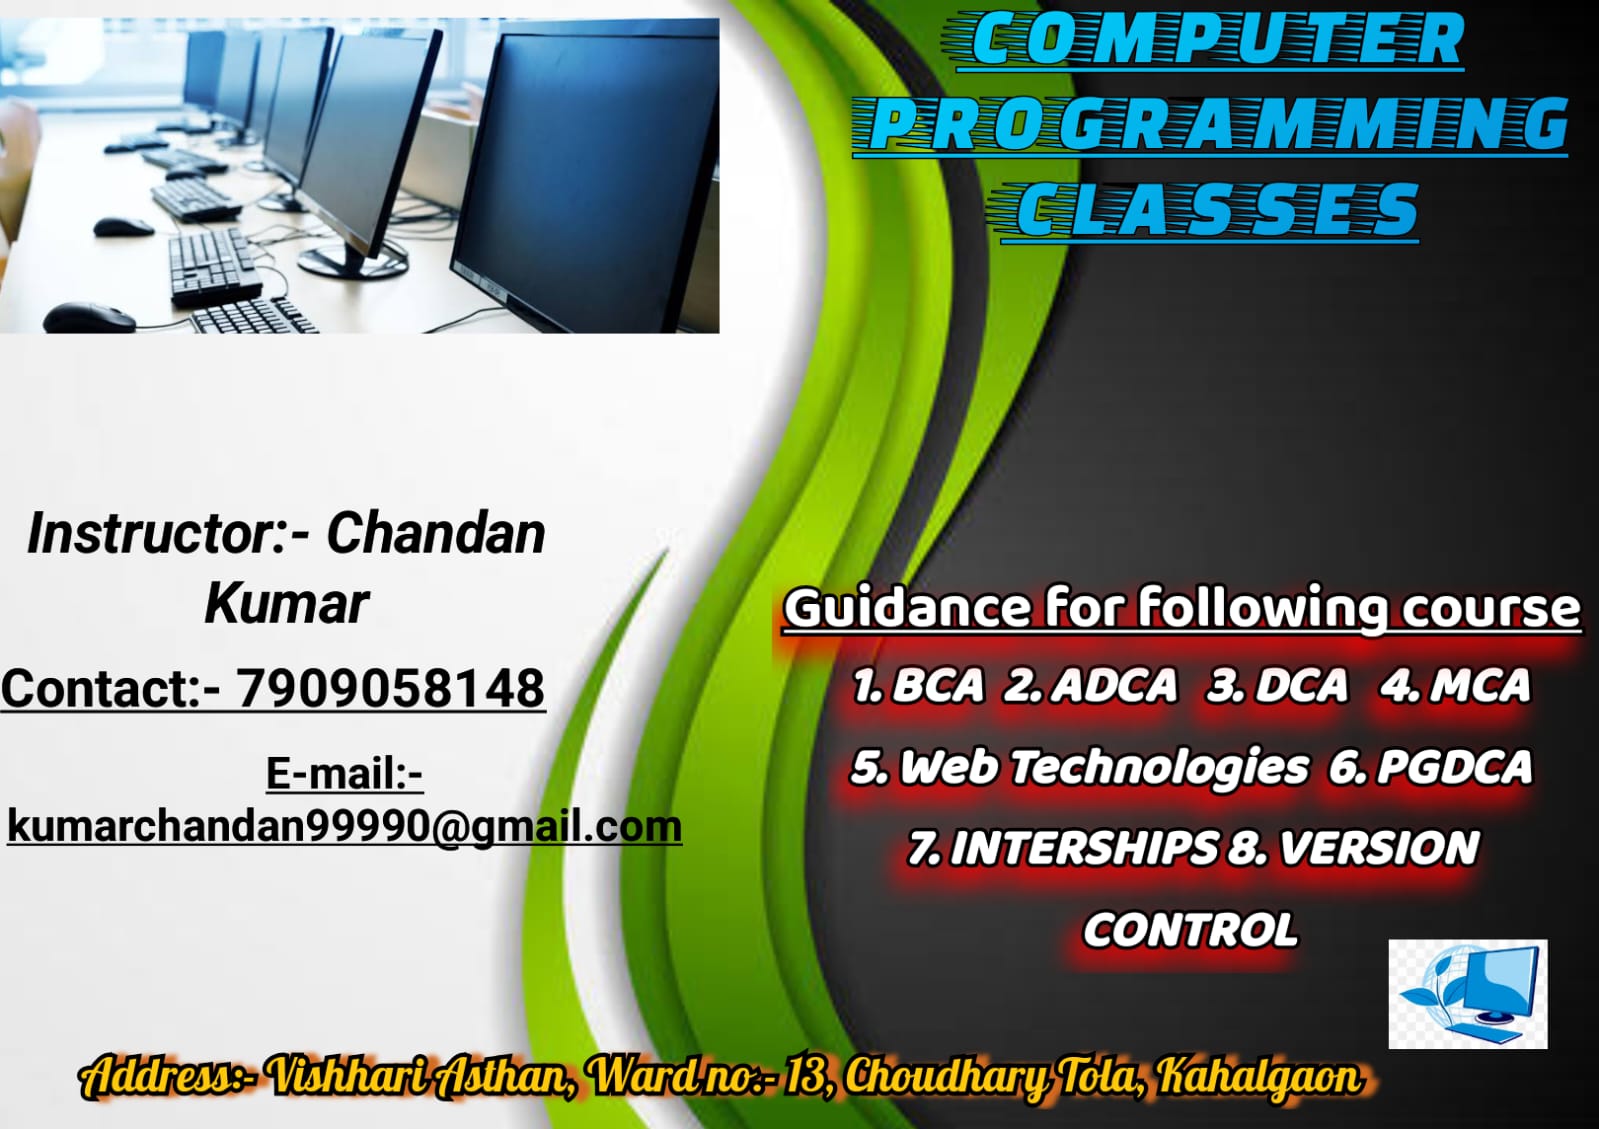 COMPUTER
PROGRAMMING
CLASSES
Instructor:- Chandan
Kumar
Contact:- 7909058148
E-mail:-
kumarchandan99990@gmail.com
Guidance for following course
1. BCA 2. ADCA 3. DCA 4. MCA
5. Web Technologies 6. PGDCA
7. INTERSHIPS 8. VERSION
CONTROL
Address:- Vishhari Asthan, Ward no.- 13, Choudhary Tola, Kahalgaon